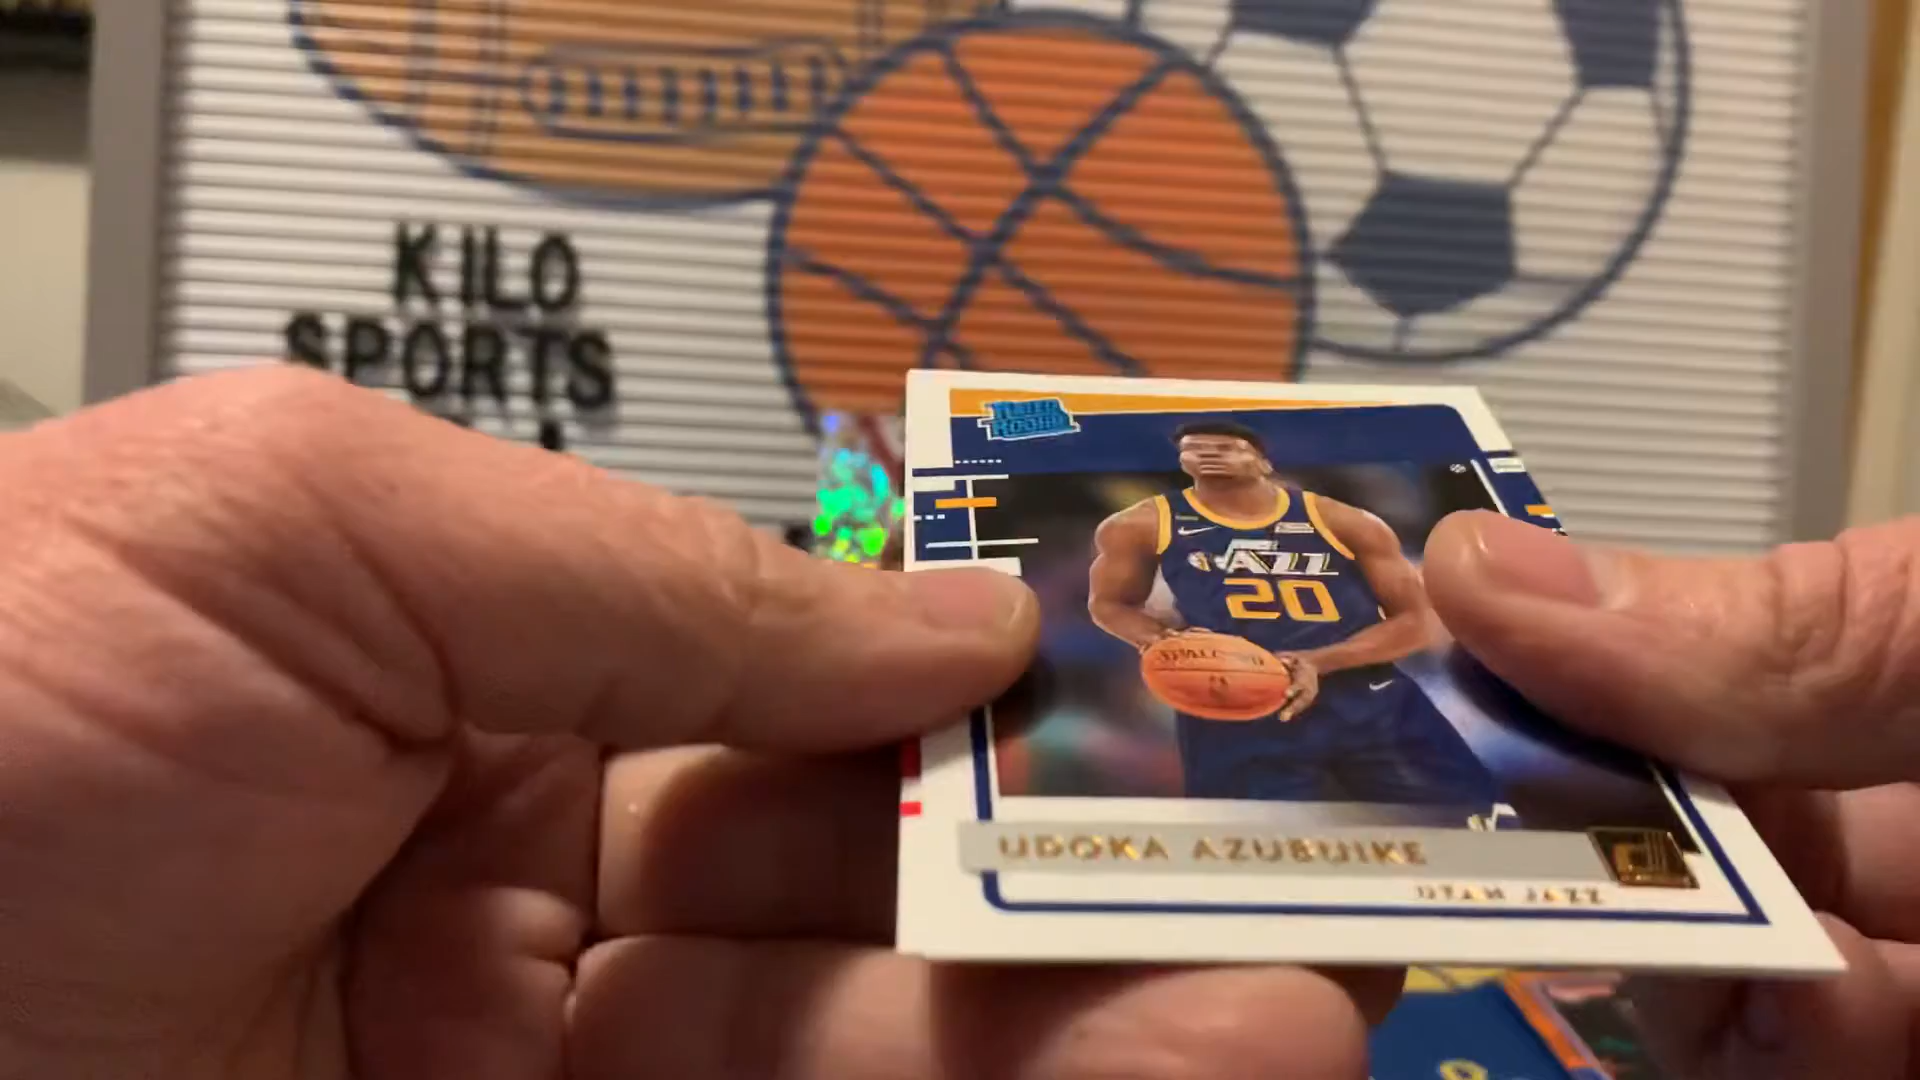 KILO
SPORTS
RATED
ROOKIE
JAZZ
20
SPALDING
UDOKA AZUBUIKE
UTAH JAZZ